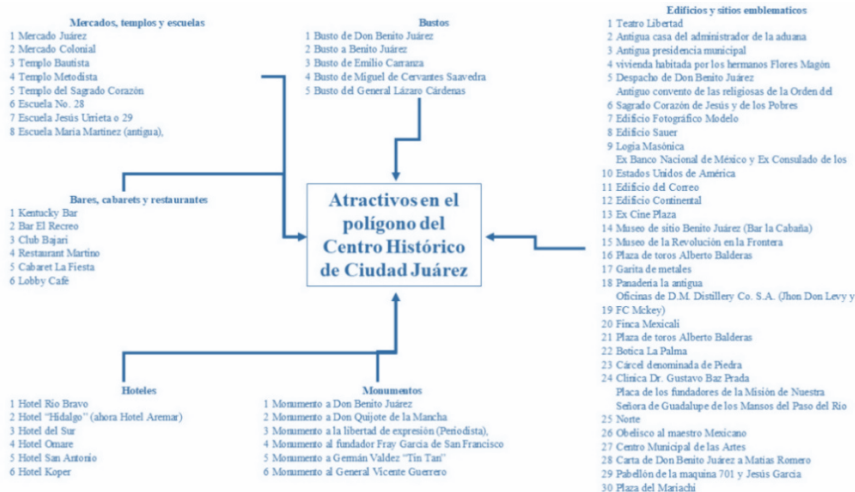 Mercados, templos y escuelas
1 Mercado Juárez
2 Mercado Colonial
3 Templo Bautista
4 Templo Metodista
5 Templo del Sagrado Corazón
6 Escuela No. 28
7 Escuela Jesús Urrieta o 29
8 Escuela María Martínez (antigua),
Bustos
1 Busto de Don Benito Juárez
2 Busto a Benito Juárez
3 Busto de Emilio Carranza
4 Busto de Miguel de Cervantes Saavedra
5 Busto del General Lázaro Cárdenas
Bares, cabarets y restaurantes
1 Kentucky Bar
2 Bar El Recreo
3 Club Bajari
4 Restaurant Martino
5 Cabaret La Fiesta
6 Lobby Café
Atractivos en el
polígono del
Centro Histórico
de Ciudad Juárez
Hoteles
1 Hotel Río Bravo
2 Hotel "Hidalgo" (ahora Hotel Aremar)
3 Hotel del Sur
4 Hotel Omare
5 Hotel San Antonio
6 Hotel Koper
Monumentos
1 Monumento a Don Benito Juárez
2 Monumento a Don Quijote de la Mancha
3 Monumento a la libertad de expresión (Periodista),
4 Monumento al fundador Fray García de San Francisco
5 Monumento a Germán Valdez "Tin Tan"
6 Monumento al General Vicente Guerrero
Edificios y sitios emblematicos
1 Teatro Libertad
2 Antigua casa del administrador de la aduana
3 Antigua presidencia municipal
4 vivienda habitada por los hermanos Flores Magón
5 Despacho de Don Benito Juárez
Antiguo convento de las religiosas de la Orden del
6 Sagrado Corazón de Jesús y de los Pobres
7 Edificio Fotográfico Modelo
8 Edificio Sauer
9 Logia Masónica
Ex Banco Nacional de México y Ex Consulado de los
10 Estados Unidos de América
11 Edificio del Correo
12 Edificio Continental
13 Ex Cine Plaza
14 Museo de sitio Benito Juárez (Bar la Cabaña)
15 Museo de la Revolución en la Frontera
16 Plaza de toros Alberto Balderas
17 Garita de metales
18 Panadería la antigua
Oficinas de D.M. Distillery Co. S.A. (Jhon Don Levy y
19 FC Mckey)
20 Finca Mexicali
21 Plaza de toros Alberto Balderas
22 Botica La Palma
23 Cárcel denominada de Piedra
24 Clínica Dr. Gustavo Baz Prada
Placa de los fundadores de la Misión de Nuestra
Señora de Guadalupe de los Mansos del Paso del Río
25 Norte
26 Obelisco al maestro Mexicano
27 Centro Municipal de las Artes
28 Carta de Don Benito Juárez a Matías Romero
29 Pabellón de la maquina 701 y Jesús García
30 Plaza del Mariachi